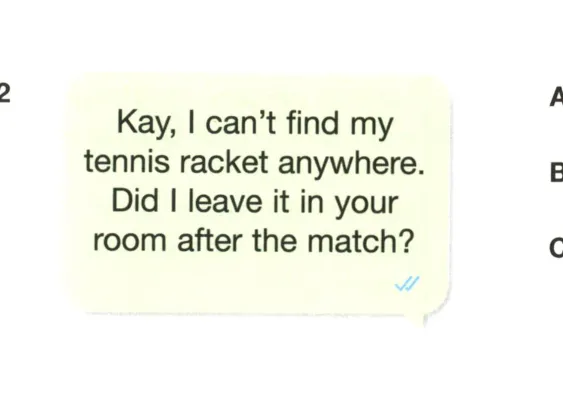 2
Kay, I can't find my
tennis racket anywhere.
Did I leave it in your
room after the match?
A
B
C